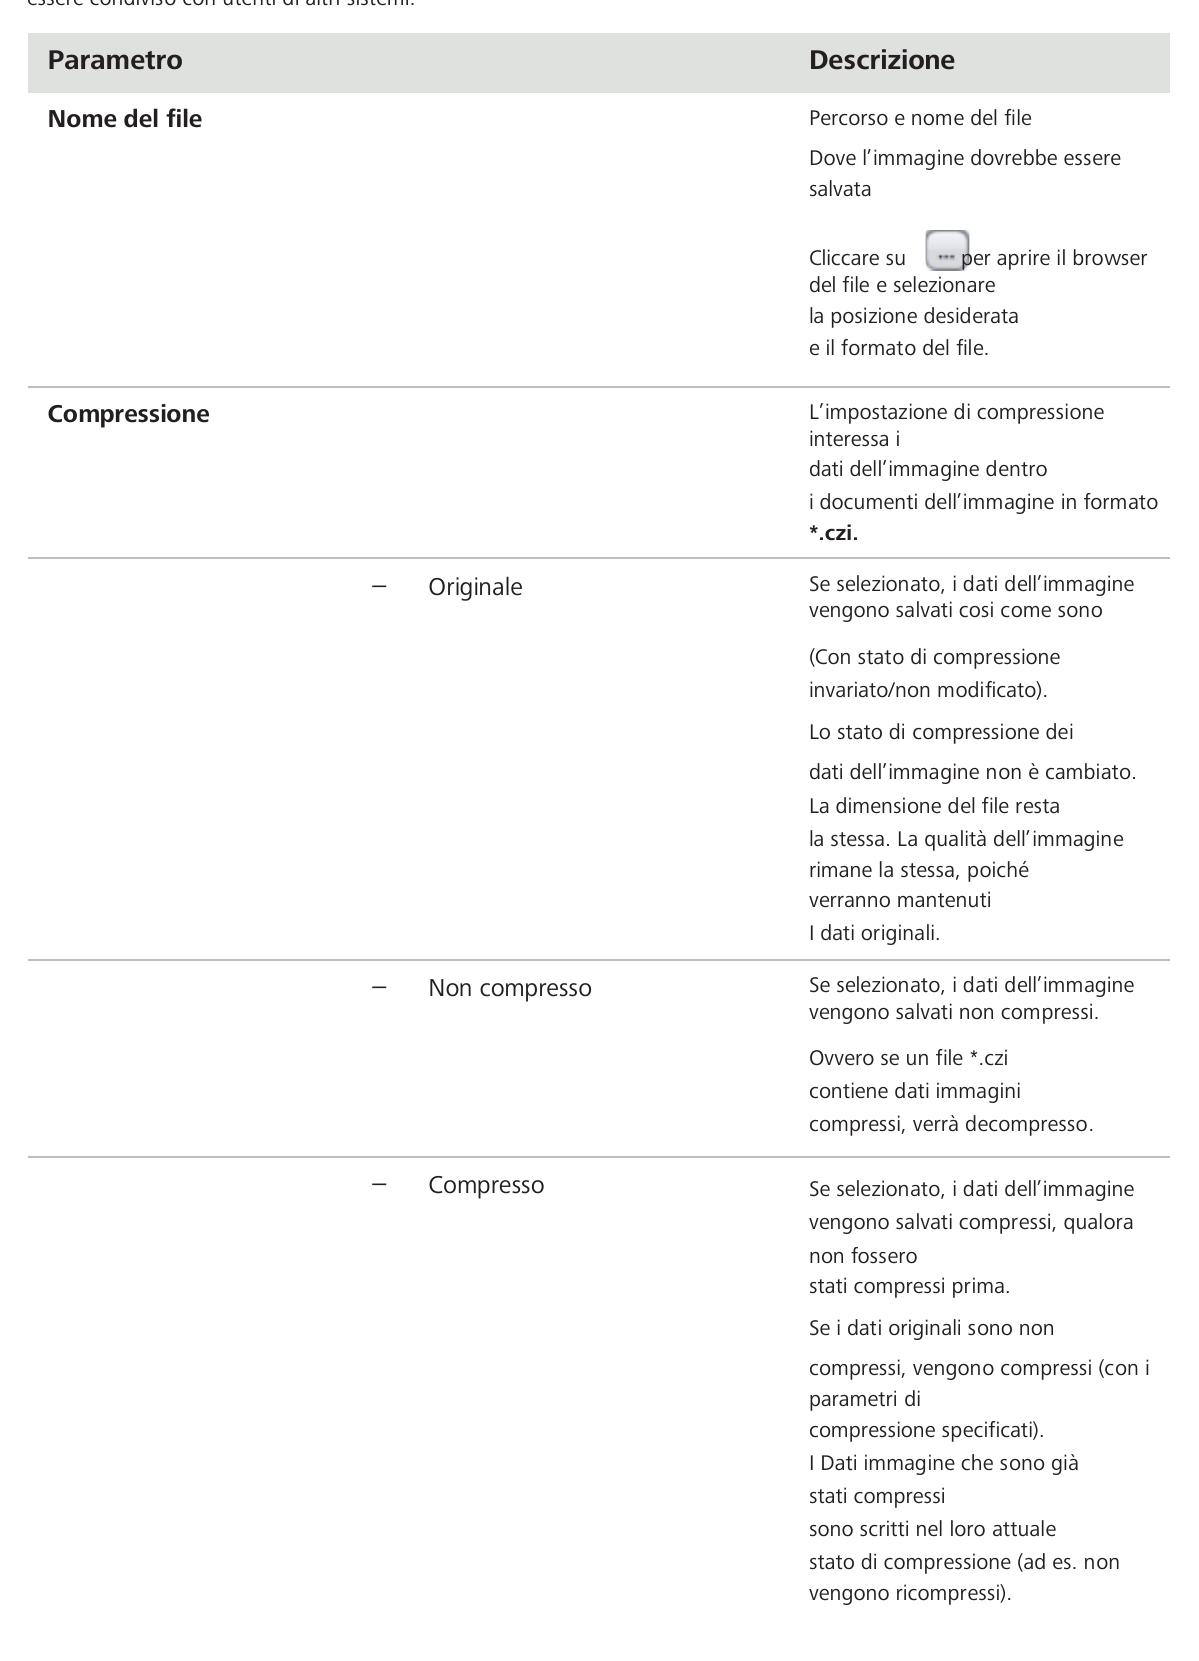 essere condiviso con utenti di altri sistemi.
Parametro Descrizione
Nome del file Percorso e nome del file
Dove l'immagine dovrebbe essere
salvata
Cliccare su ... per aprire il browser
del file e selezionare
la posizione desiderata
e il formato del file.
Compressione L'impostazione di compressione
interessa i
dati dell'immagine dentro
i documenti dell'immagine in formato
*.czi.
– Originale Se selezionato, i dati dell'immagine
vengono salvati cosi come sono
(Con stato di compressione
invariato/non modificato).
Lo stato di compressione dei
dati dell'immagine non è cambiato.
La dimensione del file resta
la stessa. La qualità dell'immagine
rimane la stessa, poiché
verranno mantenuti
I dati originali.
– Non compresso Se selezionato, i dati dell'immagine
vengono salvati non compressi.
Ovvero se un file *.czi
contiene dati immagini
compressi, verrà decompresso.
– Compresso Se selezionato, i dati dell'immagine
vengono salvati compressi, qualora
non fossero
stati compressi prima.
Se i dati originali sono non
compressi, vengono compressi (con i
parametri di
compressione specificati).
I Dati immagine che sono già
stati compressi
sono scritti nel loro attuale
stato di compressione (ad es. non
vengono ricompressi).